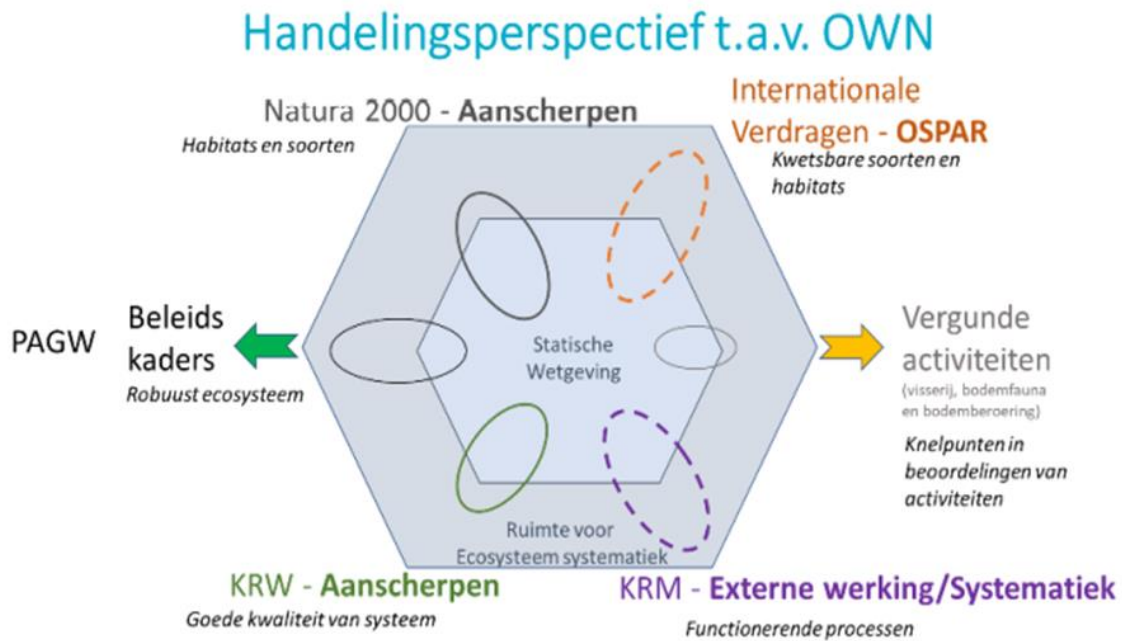 Handelingsperspectief t.a.v. OWN
Natura 2000 - Aanscherpen
Habitats en soorten
Internationale
Verdragen - OSPAR
Kwetsbare soorten en
habitats
PAGW
Beleids
kaders
Robuust ecosysteem
Statische
Wetgeving
Vergunde
activiteiten
(visserij, bodemfauna
en bodemberoering)
Knelpunten in
beoordelingen van
activiteiten
Ruimte voor
Ecosysteem systematiek
KRW - Aanscherpen
Goede kwaliteit van systeem
KRM - Externe werking/Systematiek
Functionerende processen